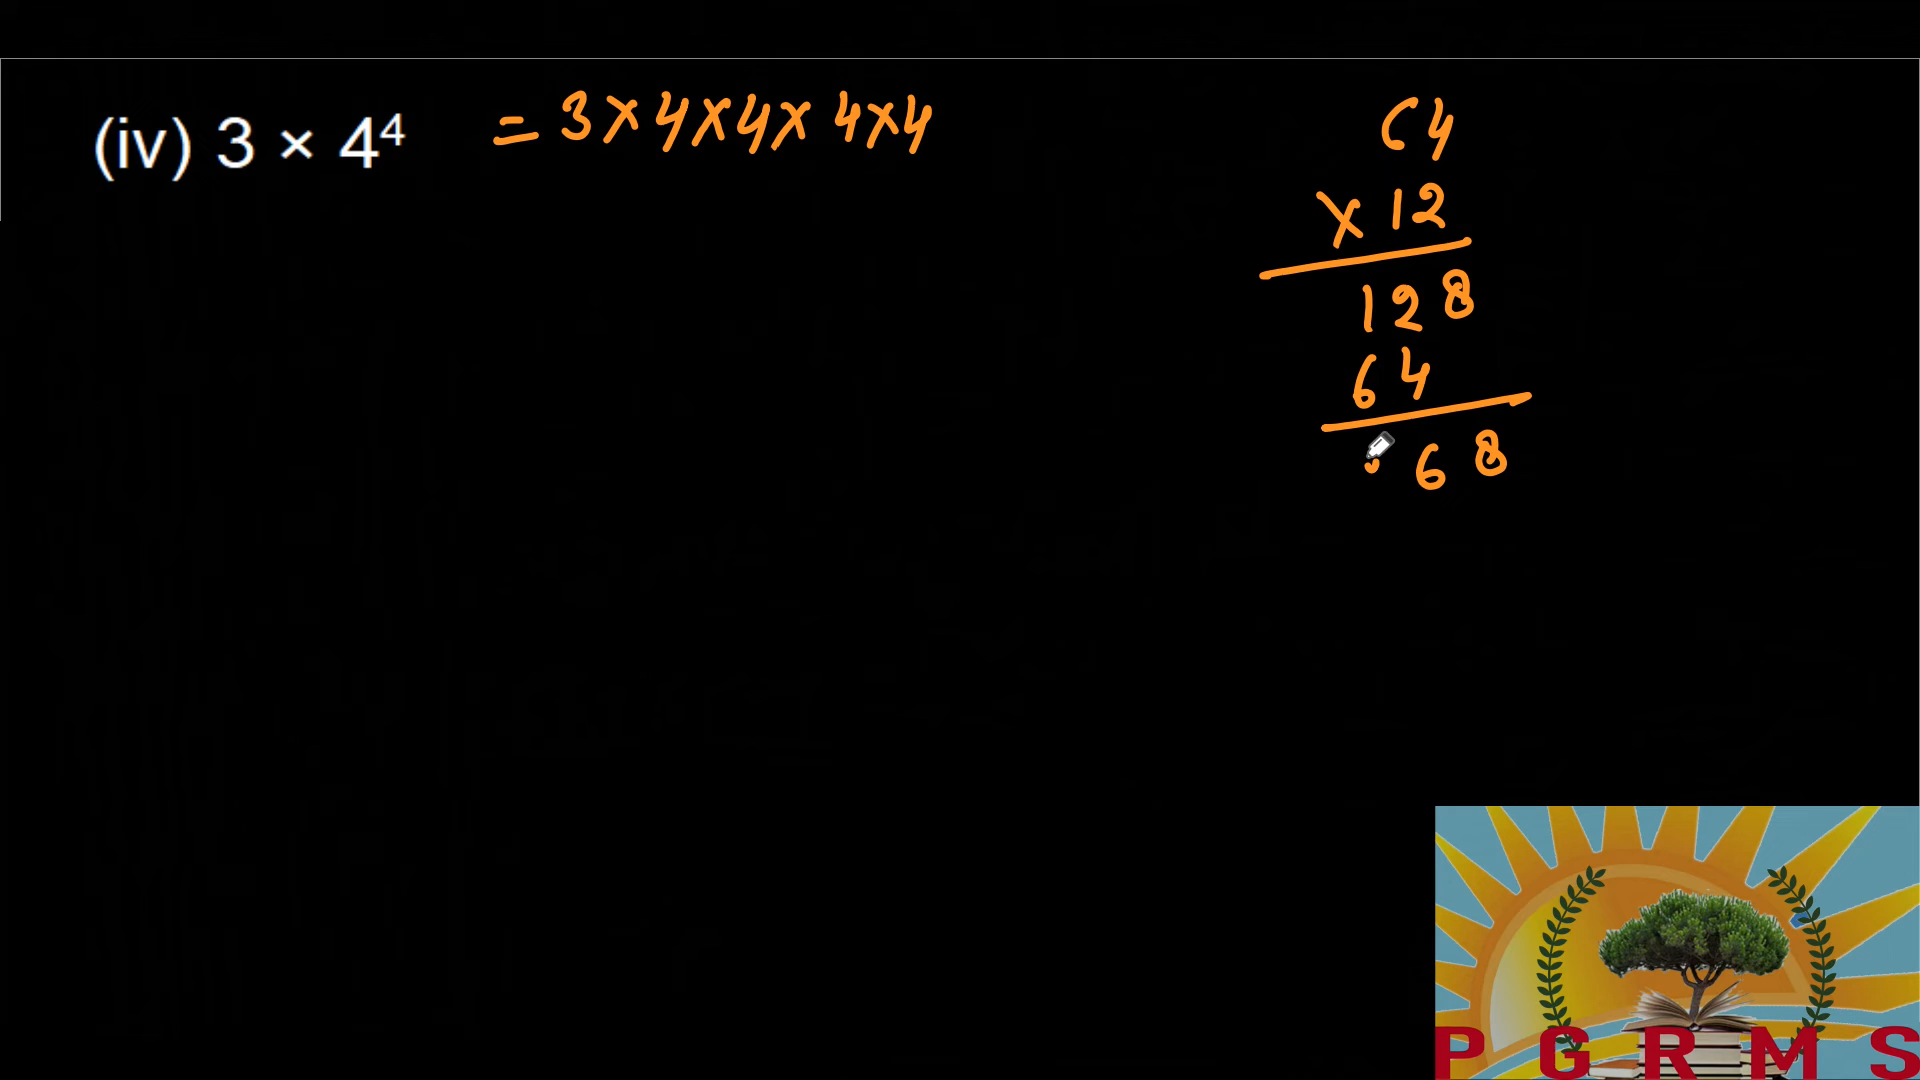 (iv) 3 × 4⁴ = 3 × 4 × 4 × 4 × 4
64
× 12
128
64
68
PGRMS